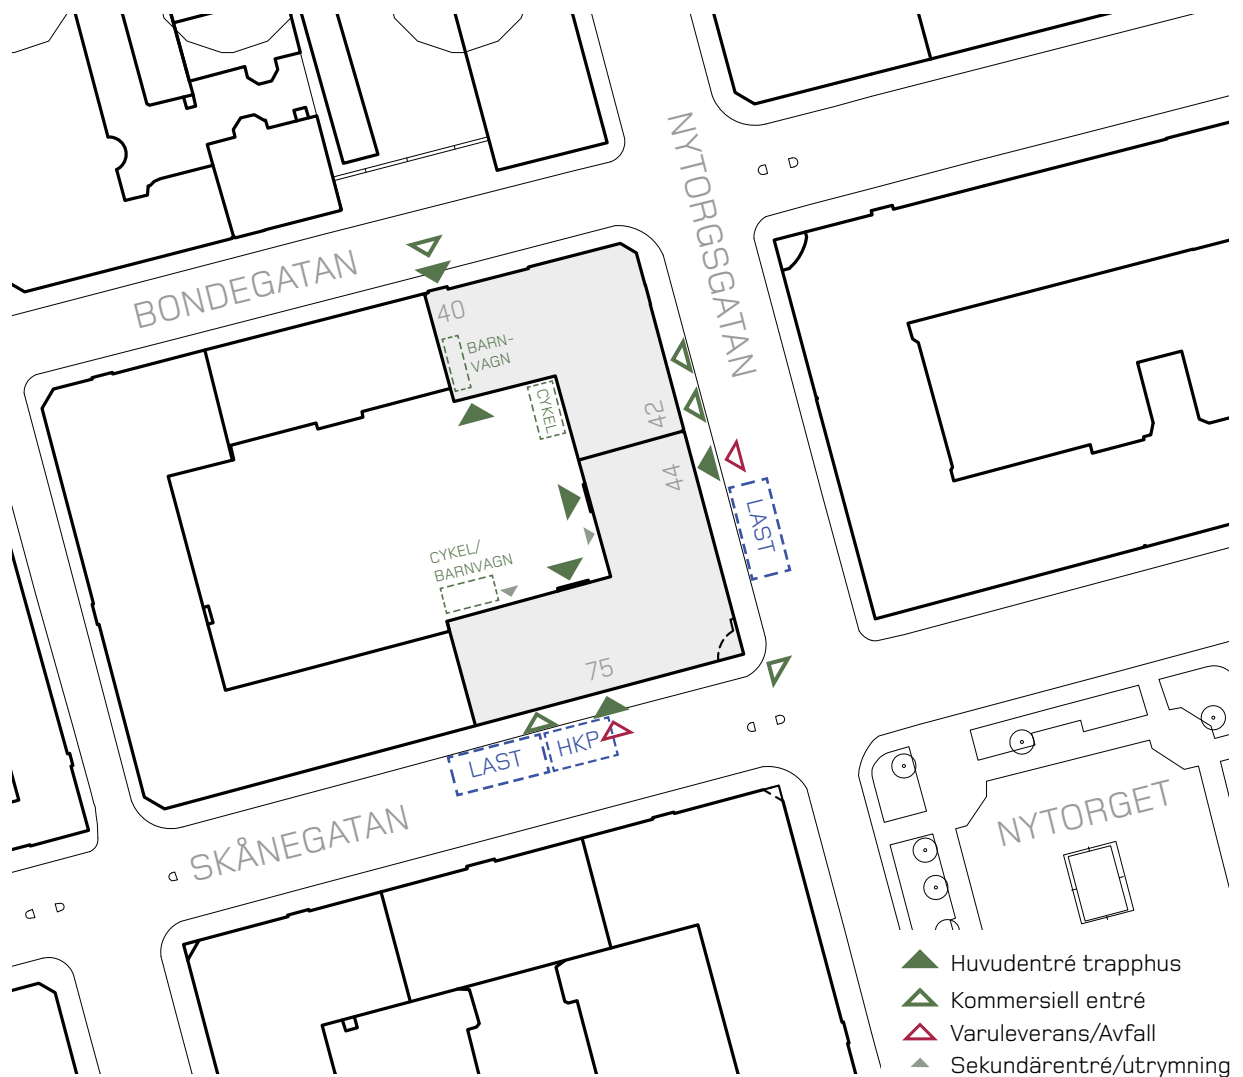 NYTORGSGATAN
BONDEGATAN
40
BARN-
VAGN
CYKEL
42
44
LAST
CYKEL/
BARNVAGN
75
LAST
HKP
SKÅNEGATAN
NYTORGET
Huvudentré trapphus
Kommersiell entré
Varuleverans/Avfall
Sekundärentré/utrymning